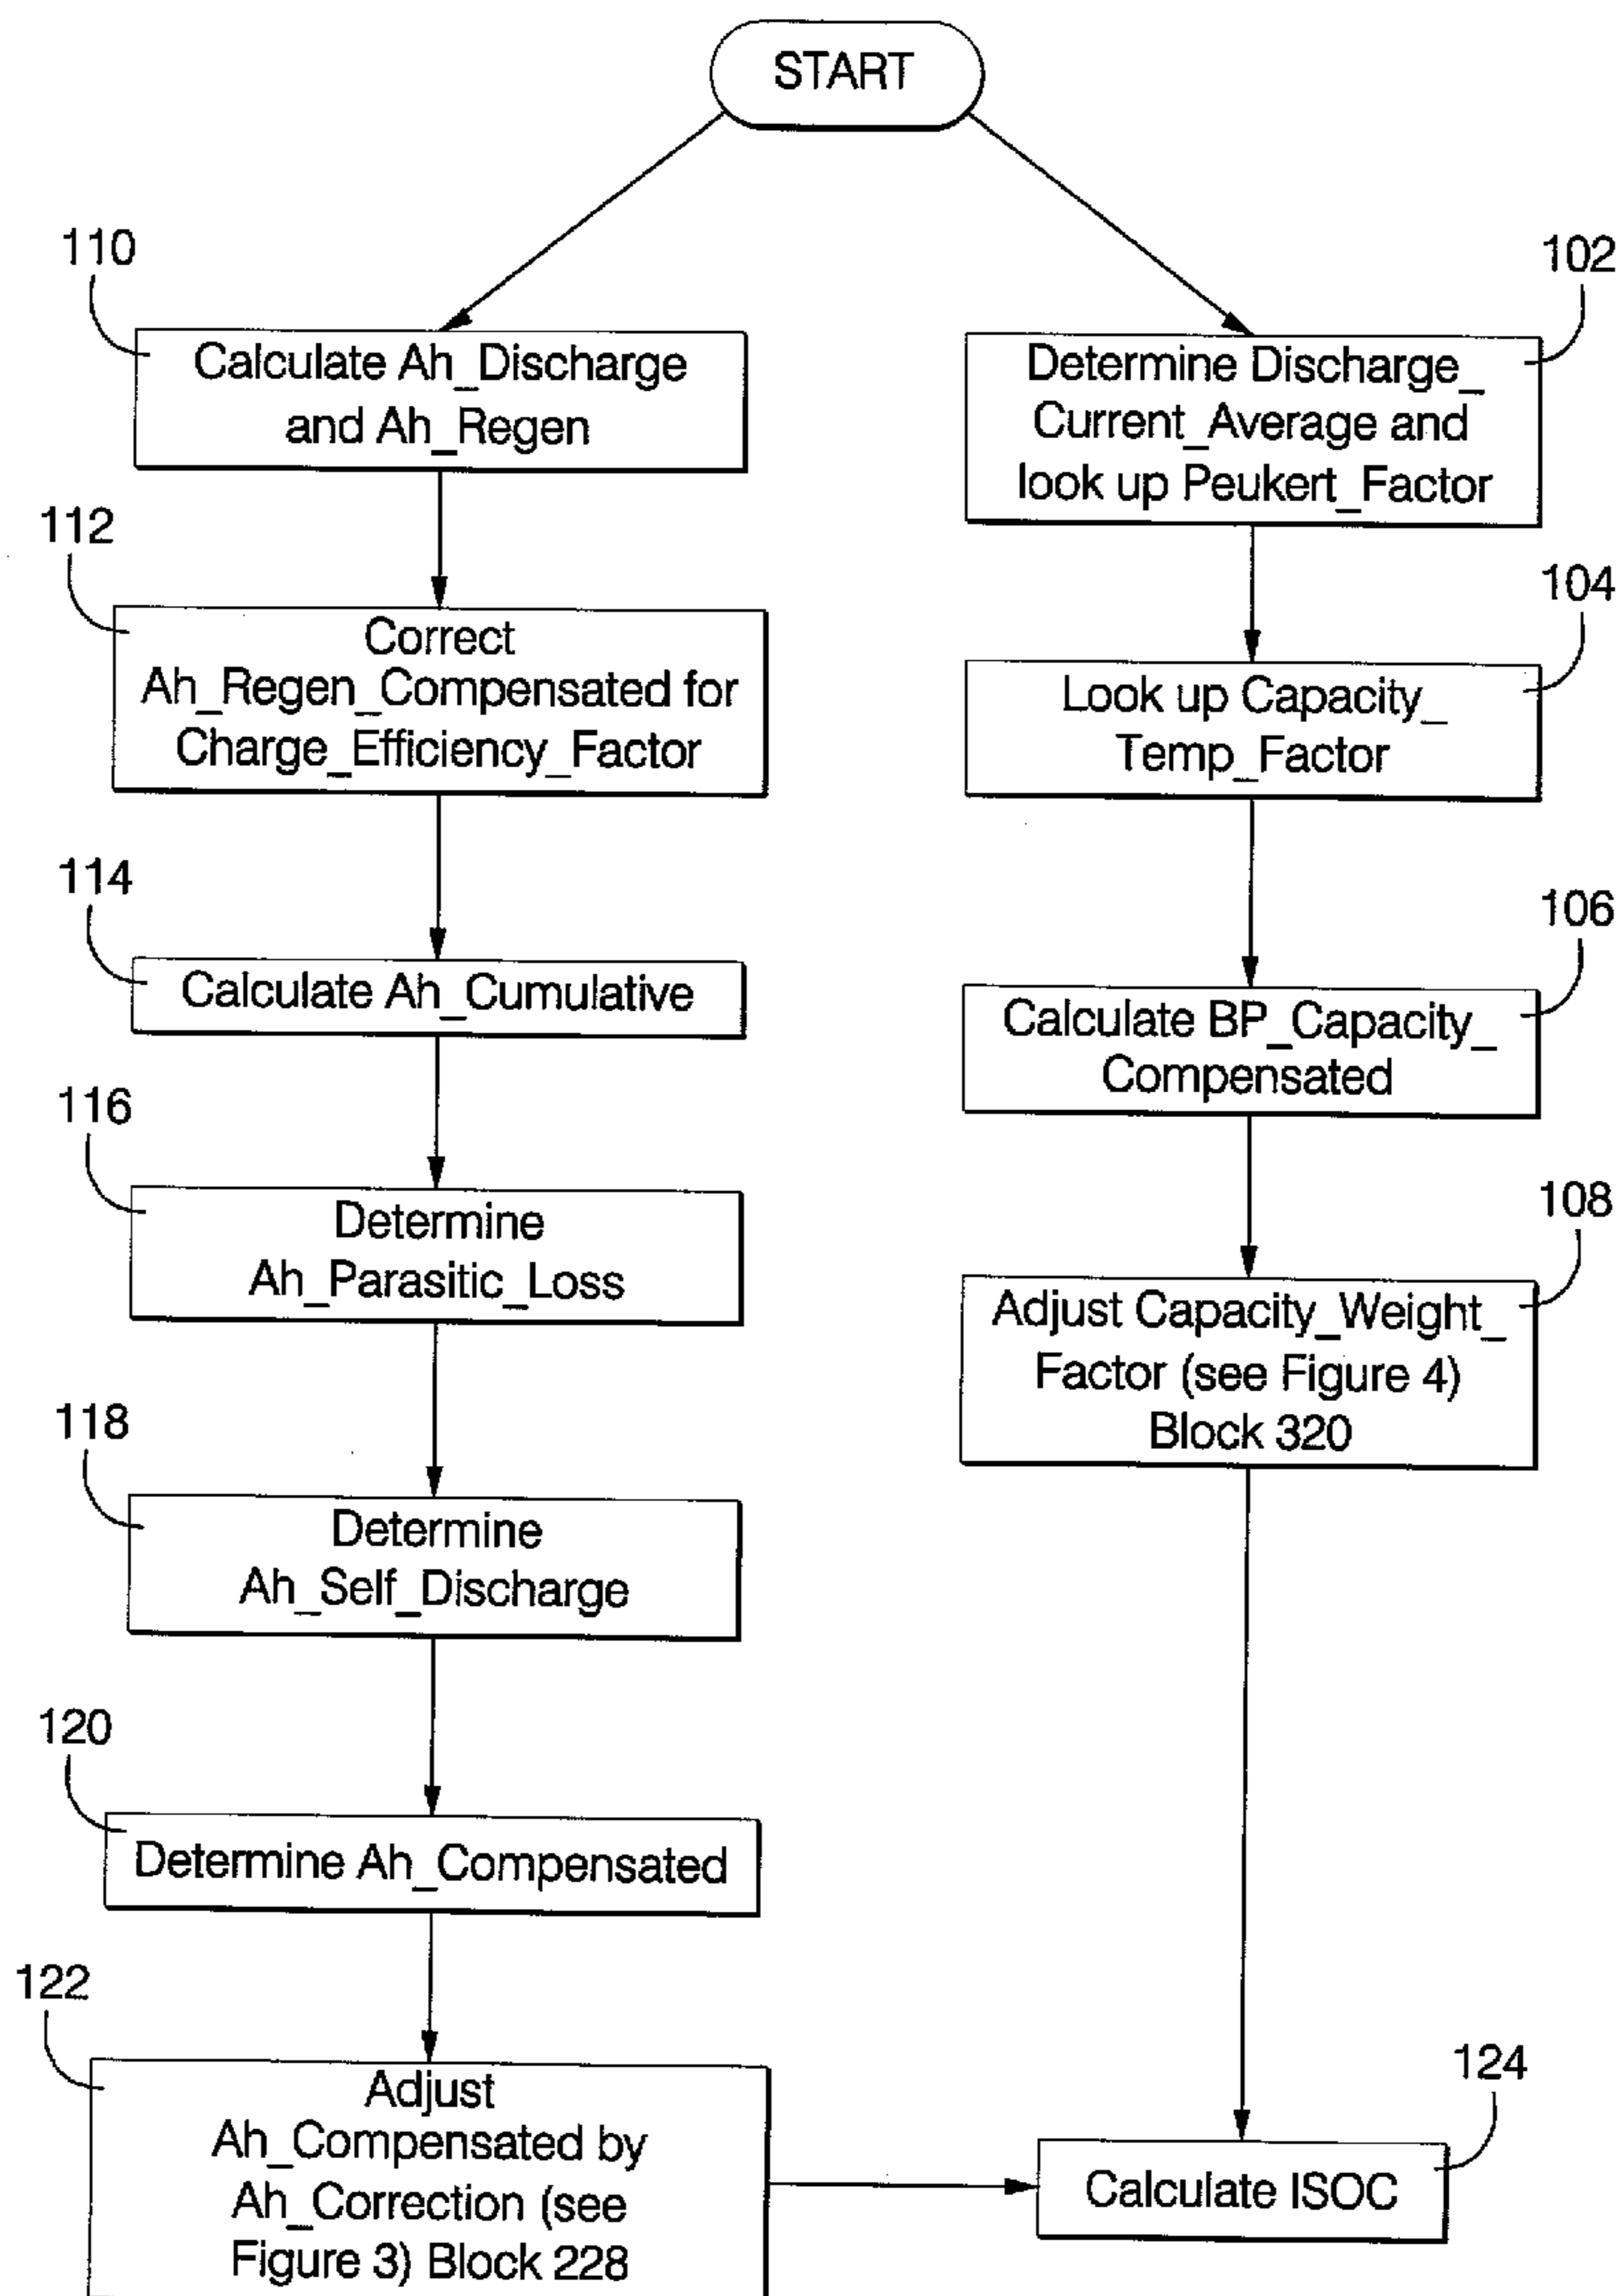 START
110
Calculate Ah_Discharge
and Ah_Regen
112
Correct
Ah_Regen_Compensated for
Charge_Efficiency_Factor
114
Calculate Ah_Cumulative
116
Determine
Ah_Parasitic_Loss
118
Determine
Ah_Self_Discharge
120
Determine Ah_Compensated
122
Adjust
Ah_Compensated by
Ah_Correction (see
Figure 3) Block 228
102
Determine Discharge_
Current_Average and
look up Peukert_Factor
104
Look up Capacity_
Temp_Factor
106
Calculate BP_Capacity_
Compensated
108
Adjust Capacity_Weight_
Factor (see Figure 4)
Block 320
124
Calculate ISOC